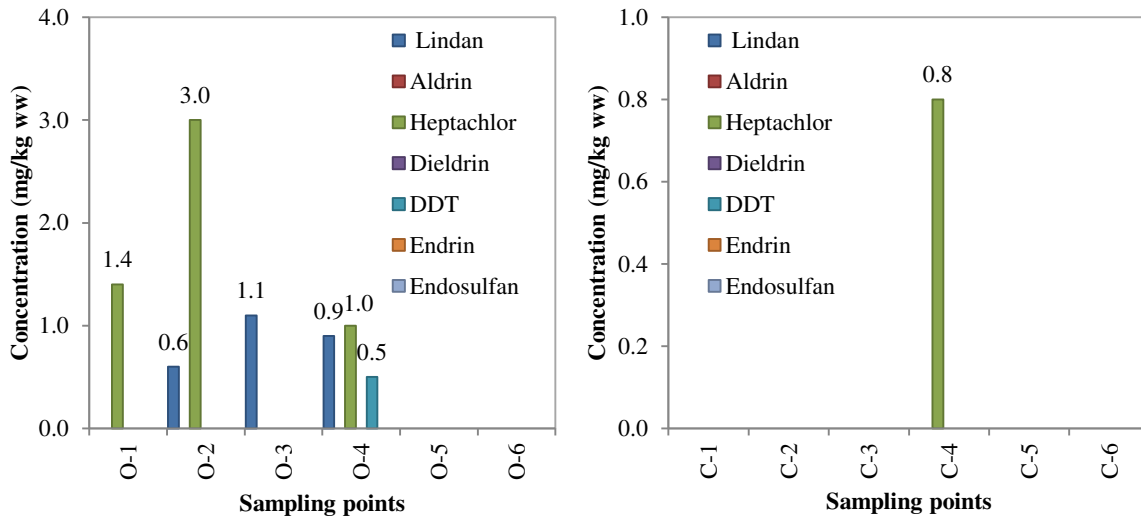 4.0
3.0
2.0
1.0
0.0
Concentration (mg/kg ww)
1.4
0.6
3.0
1.1
0.9
1.0
0.5
Lindan
Aldrin
Heptachlor
Dieldrin
DDT
Endrin
Endosulfan
O-1
O-2
O-3
O-4
O-5
O-6
Sampling points
1.0
0.8
0.6
0.4
0.2
0.0
Concentration (mg/kg ww)
0.8
Lindan
Aldrin
Heptachlor
Dieldrin
DDT
Endrin
Endosulfan
C-1
C-2
C-3
C-4
C-5
C-6
Sampling points